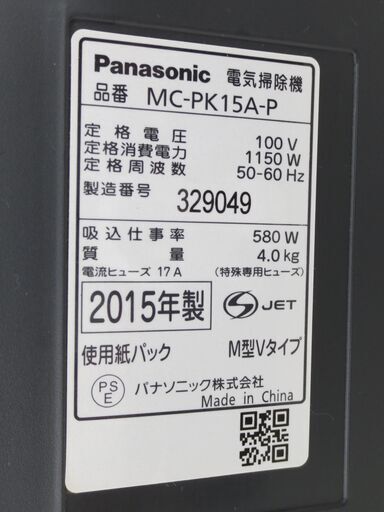 Panasonic 電気掃除機
品番 MC-PK15A-P
定格電圧 100 V
定格消費電力 1150 W
定格周波数 50-60 Hz
製造番号 329049
吸込仕事率 580 W
質量 4.0 kg
電流ヒューズ 17 A (特殊専用ヒューズ)
2015年製 JET
使用紙パック M型Vタイプ
PS E パナソニック株式会社
Made in China